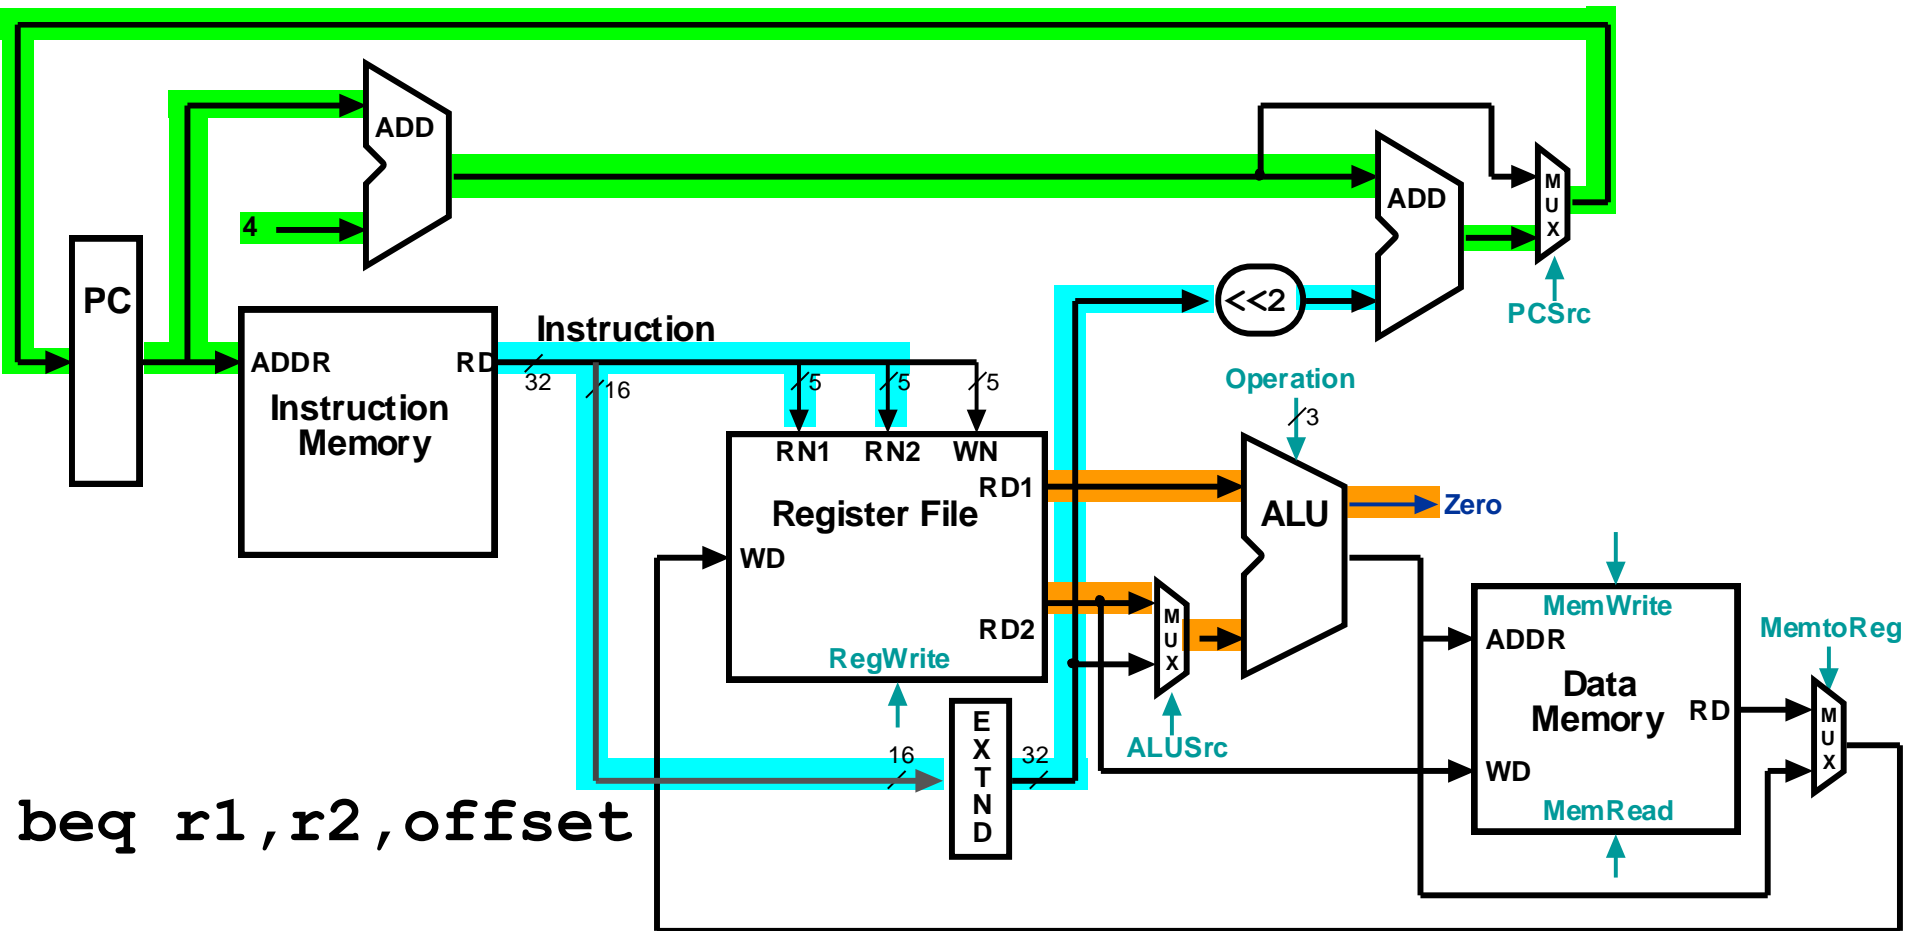 ADD
4
PC
ADDR
RD
Instruction
Memory
Instruction
32
16
5
5
5
RN1
RN2
WN
RD1
Register File
WD
RD2
RegWrite
16
E
X
T
N
D
32
<<2
ADD
M
U
X
PCSrc
Operation
3
ALU
Zero
M
U
X
ALUSrc
MemWrite
ADDR
Data
Memory
RD
WD
MemRead
MemtoReg
M
U
X
beq r1,r2,offset